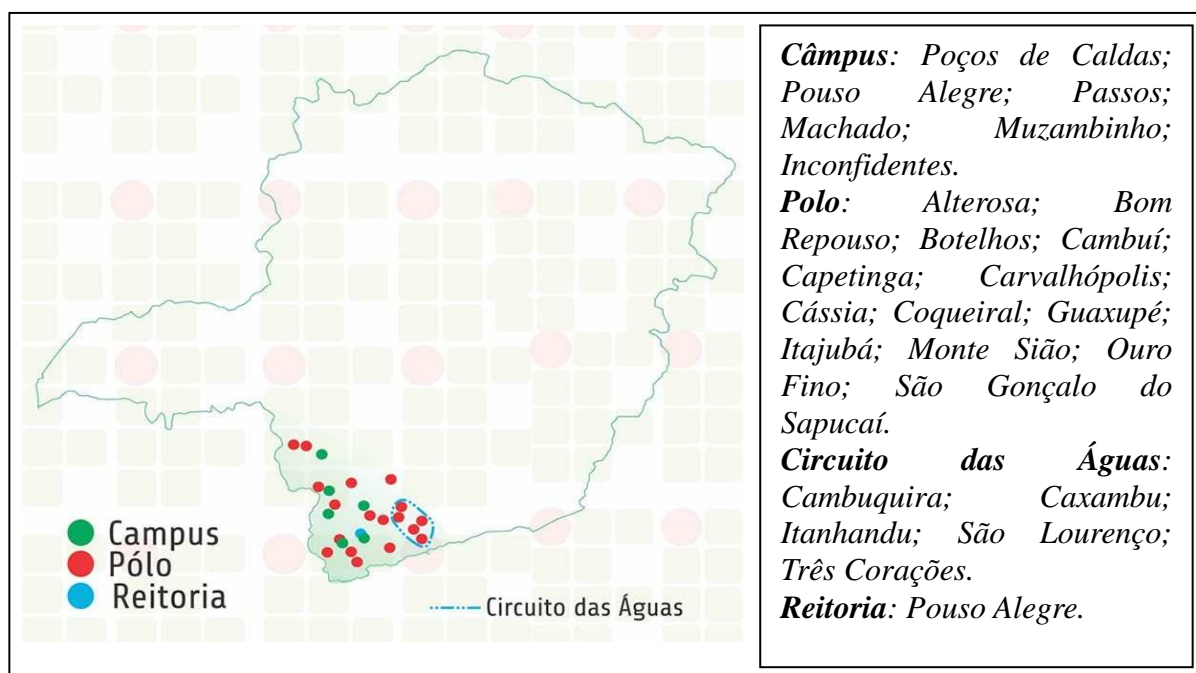 Campus
Pólo
Reitoria
Circuito das Águas
Câmpus: Poços de Caldas;
Pouso Alegre; Passos;
Machado; Muzambinho;
Inconfidentes.
Polo: Alterosa; Bom
Repouso; Botelhos; Cambuí;
Capetinga; Carvalhópolis;
Cássia; Coqueiral; Guaxupé;
Itajubá; Monte Sião; Ouro
Fino; São Gonçalo do
Sapucaí.
Circuito das Águas:
Cambuquira; Caxambu;
Itanhandu; São Lourenço;
Três Corações.
Reitoria: Pouso Alegre.